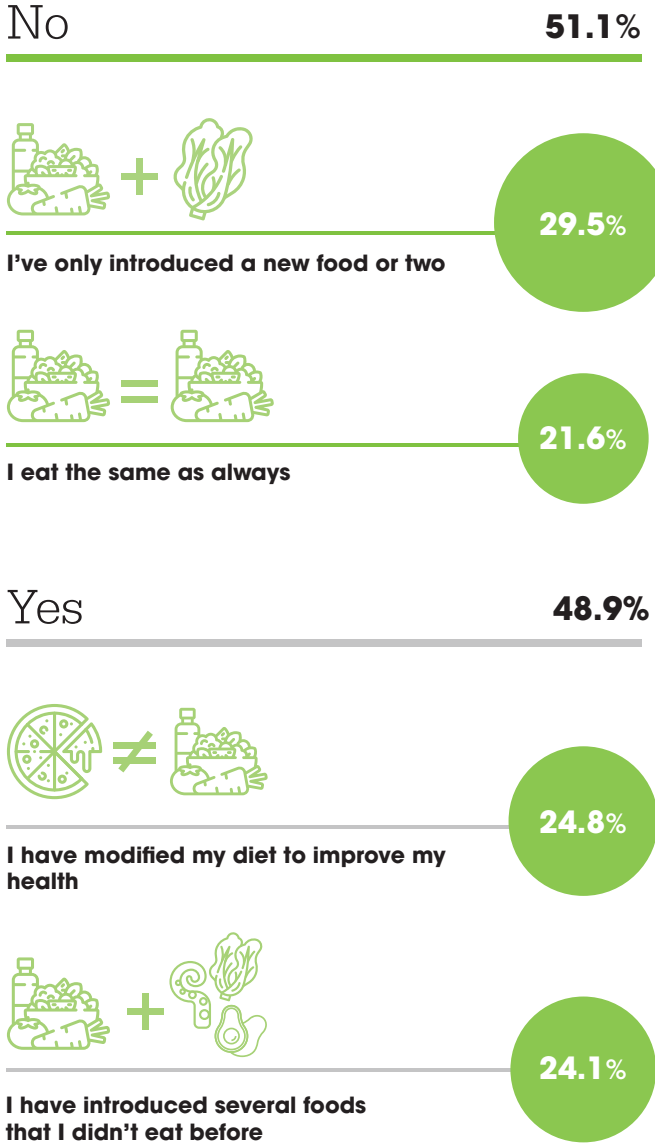 No 51.1%
29.5%
I've only introduced a new food or two
21.6%
I eat the same as always
Yes 48.9%
24.8%
I have modified my diet to improve my
health
24.1%
I have introduced several foods
that I didn't eat before